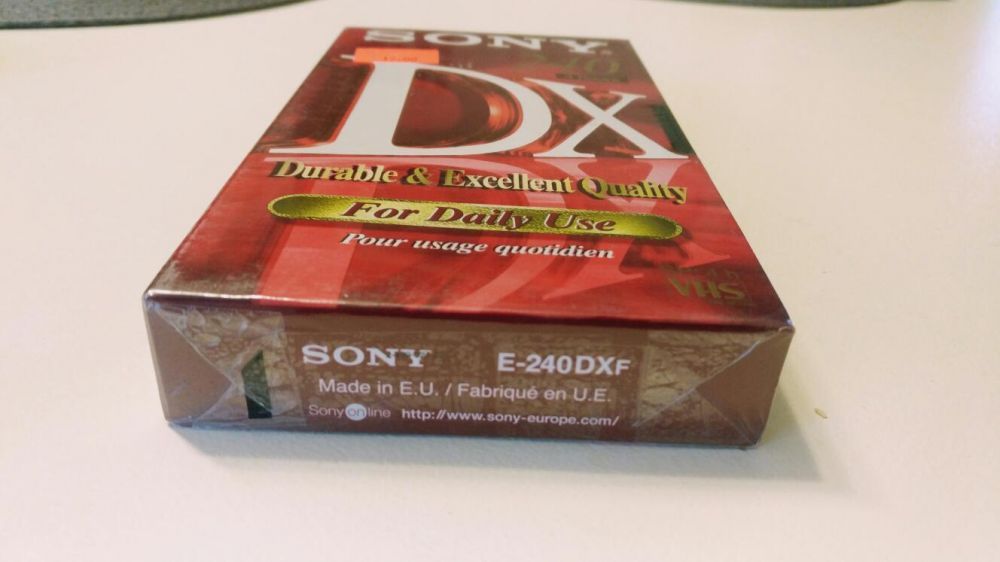 SONY
DX
Durable & Excellent Quality
For Daily Use
Pour usage quotidien
VHS
SONY E-240DXF
Made in E.U. / Fabriqué en U.E.
Sony online http://www.sony-europe.com/